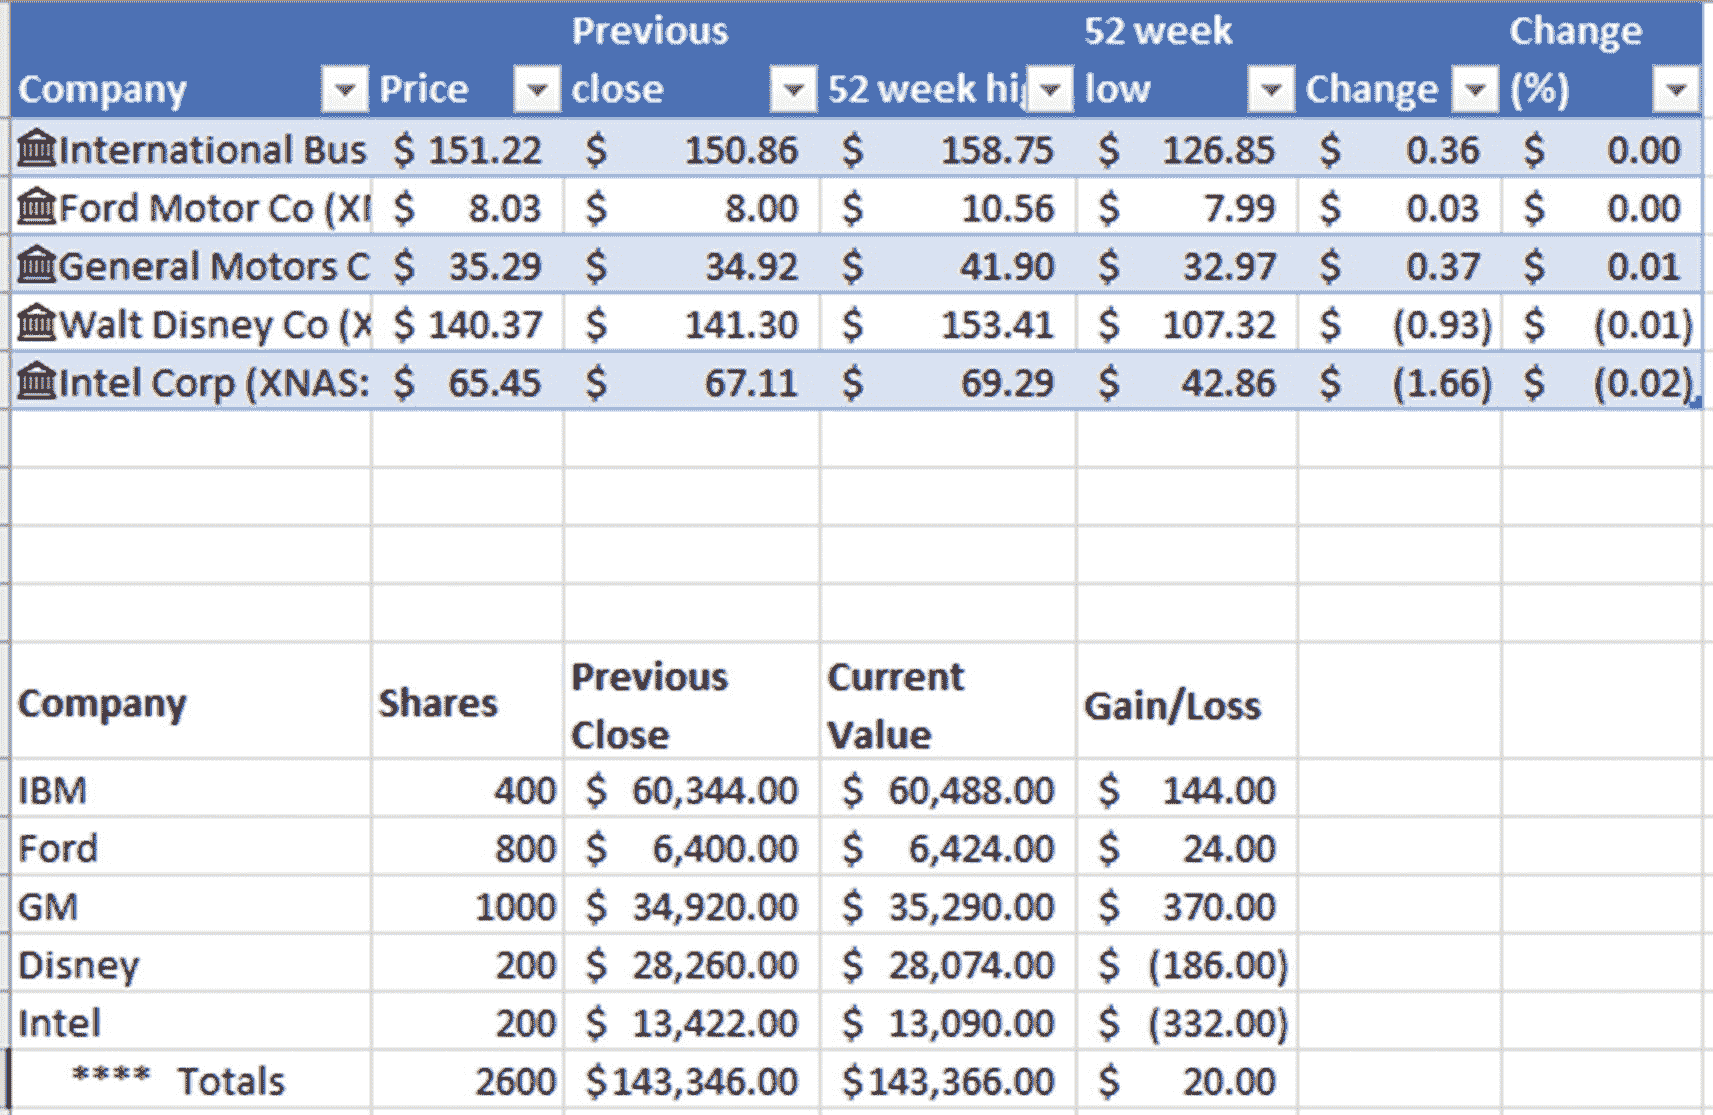 Company Price Previous close 52 week hi 52 week low Change Change (%)
International Bus $ 151.22 $ 150.86 $ 158.75 $ 126.85 $ 0.36 $ 0.00
Ford Motor Co (X $ 8.03 $ 8.00 $ 10.56 $ 7.99 $ 0.03 $ 0.00
General Motors C $ 35.29 $ 34.92 $ 41.90 $ 32.97 $ 0.37 $ 0.01
Walt Disney Co (X $ 140.37 $ 141.30 $ 153.41 $ 107.32 $ (0.93) $ (0.01)
Intel Corp (XNAS: $ 65.45 $ 67.11 $ 69.29 $ 42.86 $ (1.66) $ (0.02)
Company Shares Previous Close Current Value Gain/Loss
IBM 400 $ 60,344.00 $ 60,488.00 $ 144.00
Ford 800 $ 6,400.00 $ 6,424.00 $ 24.00
GM 1000 $ 34,920.00 $ 35,290.00 $ 370.00
Disney 200 $ 28,260.00 $ 28,074.00 $ (186.00)
Intel 200 $ 13,422.00 $ 13,090.00 $ (332.00)
**** Totals 2600 $143,346.00 $143,366.00 $ 20.00